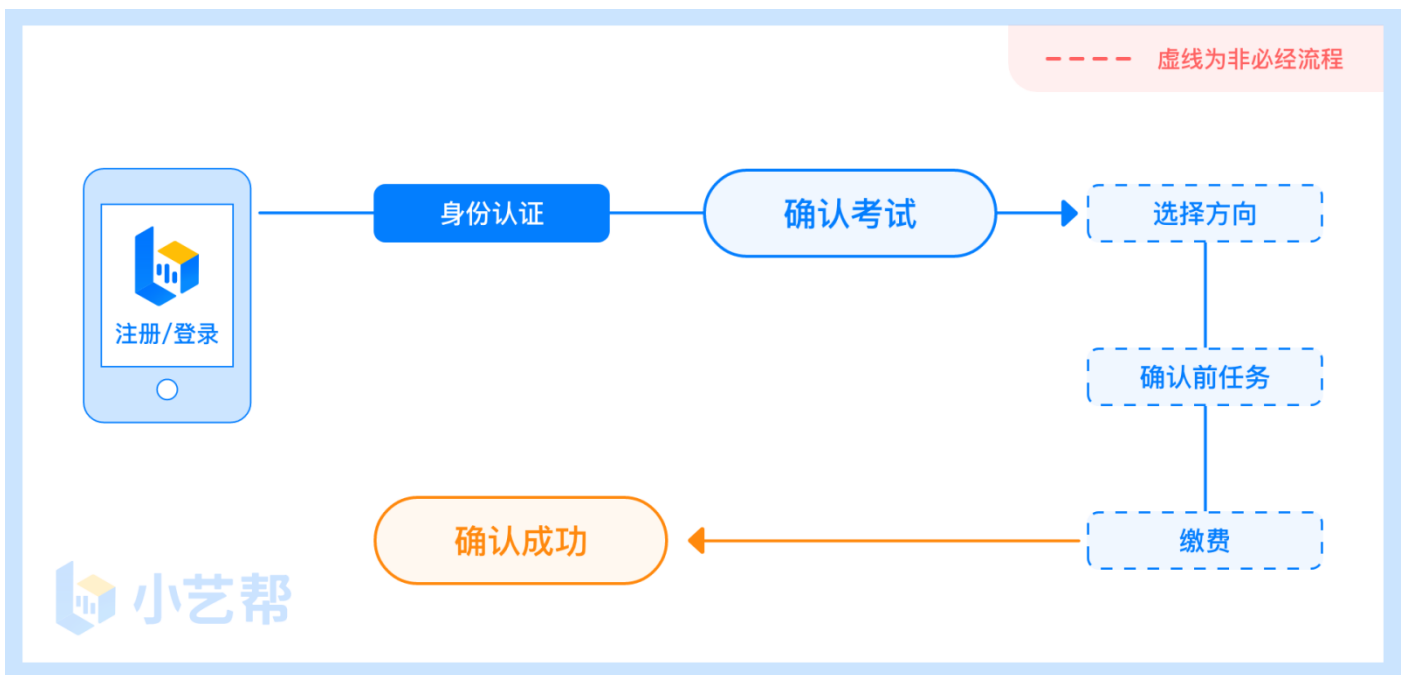 虚线为非必经流程
注册/登录
身份认证
确认考试
选择方向
确认前任务
缴费
确认成功
小艺帮